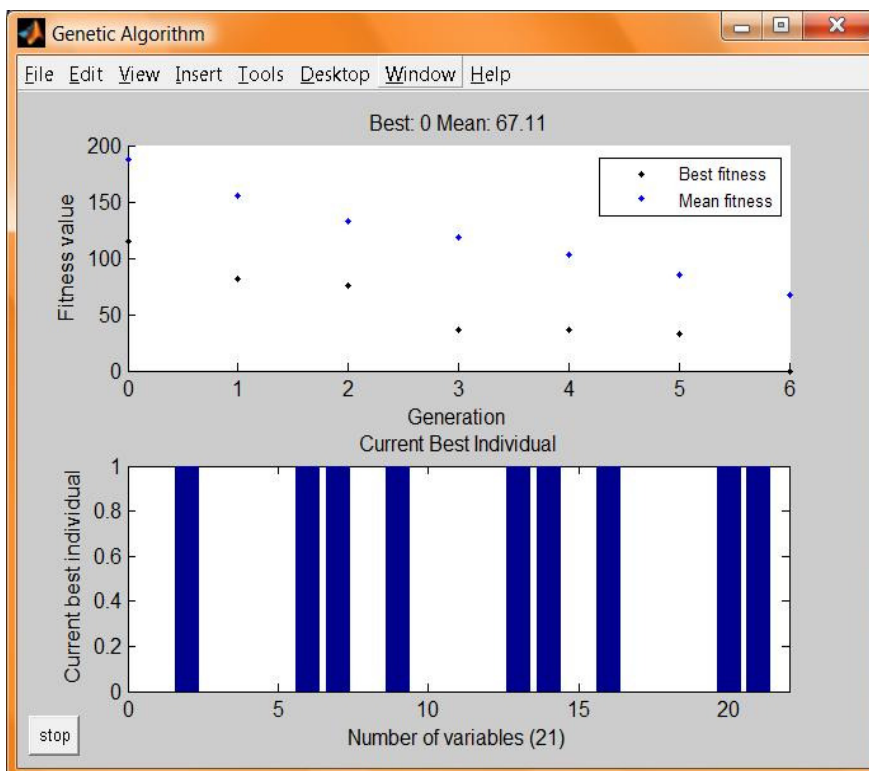 Genetic Algorithm
File Edit View Insert Tools Desktop Window Help
Best: 0 Mean: 67.11
200
150
100
50
0
Fitness value
Best fitness
Mean fitness
0 1 2 3 4 5 6
Generation
Current Best Individual
1
0.8
0.6
0.4
0.2
0
Current best individual
0 5 10 15 20
Number of variables (21)
stop